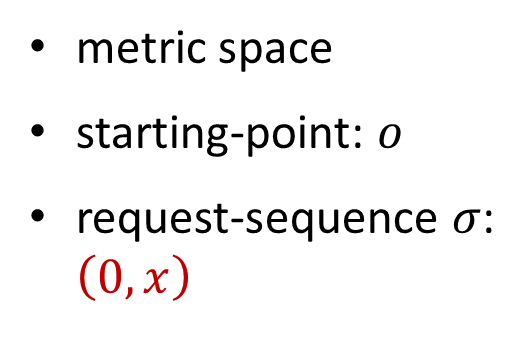 • metric space
• starting-point: 𝑜
• request-sequence 𝜎:
(0, 𝑥)